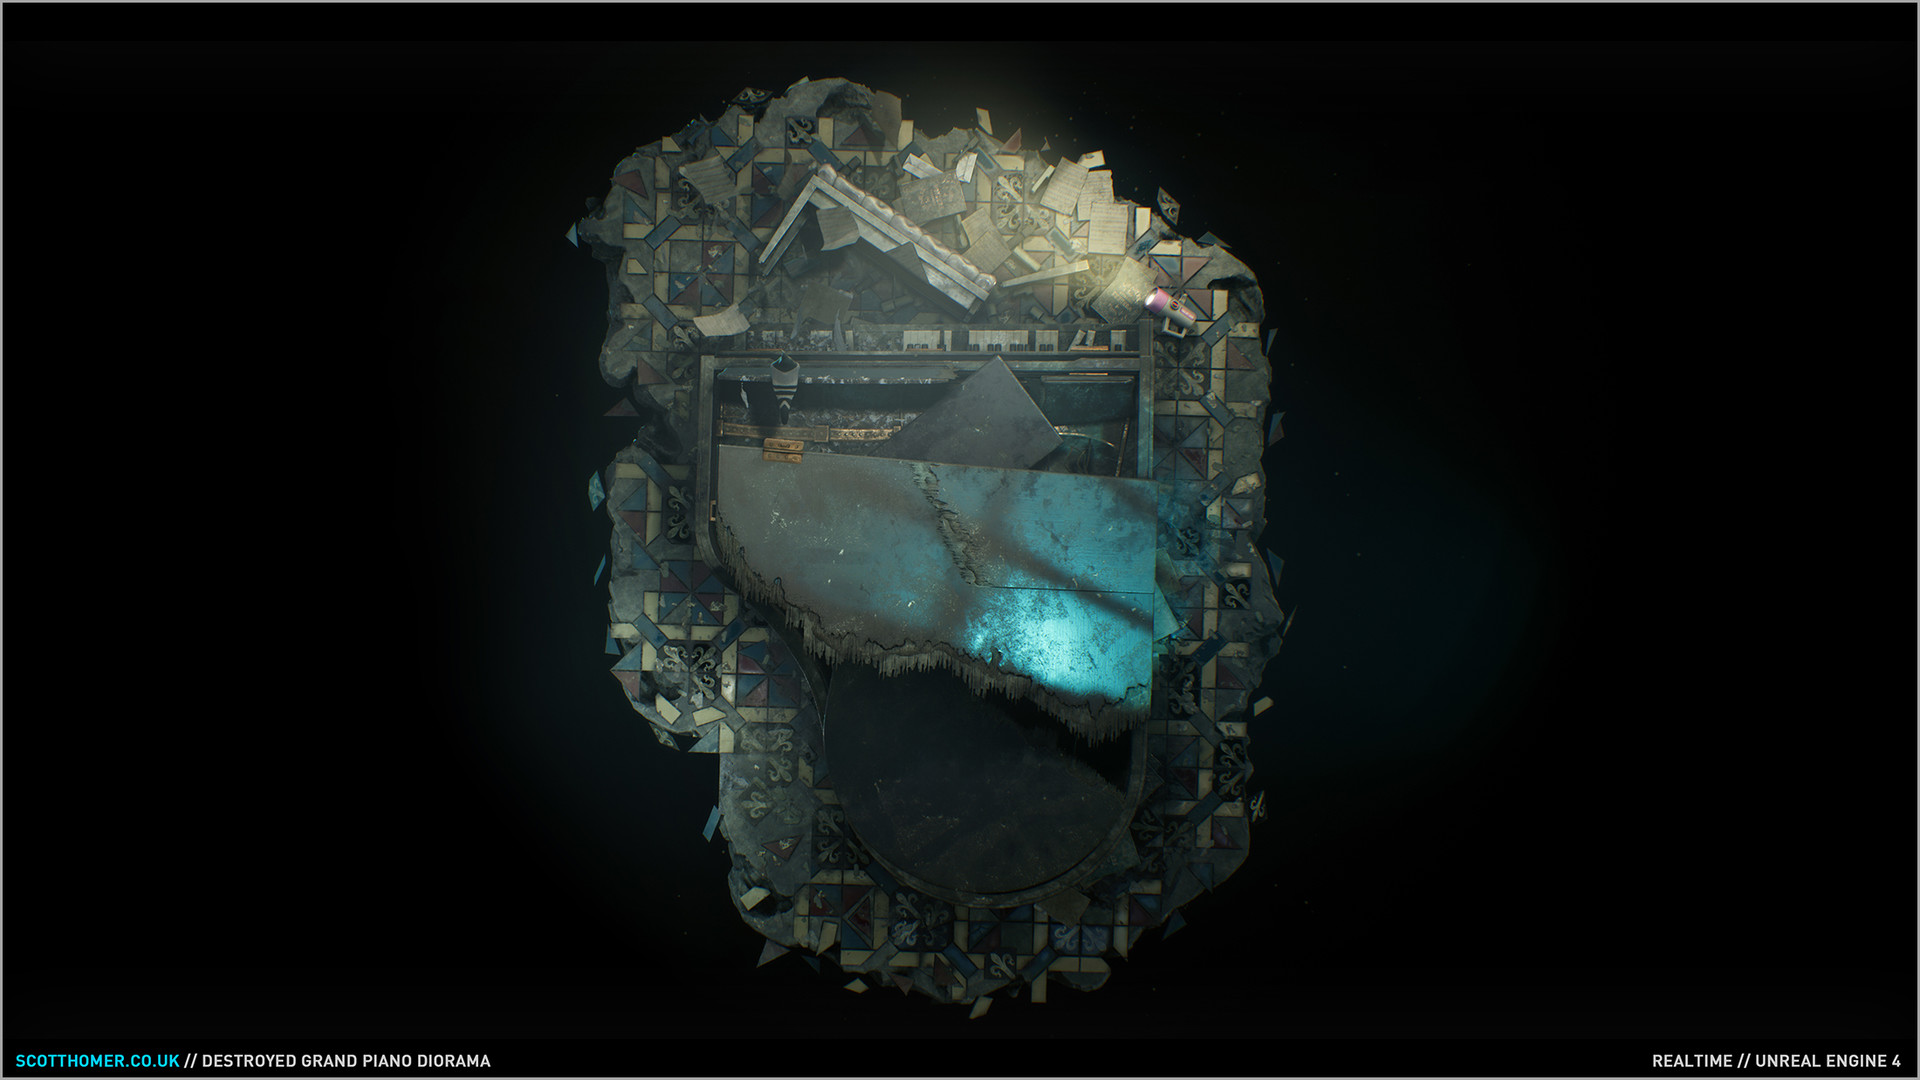 SCOTTHOMER.CO.UK // DESTROYED GRAND PIANO DIORAMA
REALTIME // UNREAL ENGINE 4